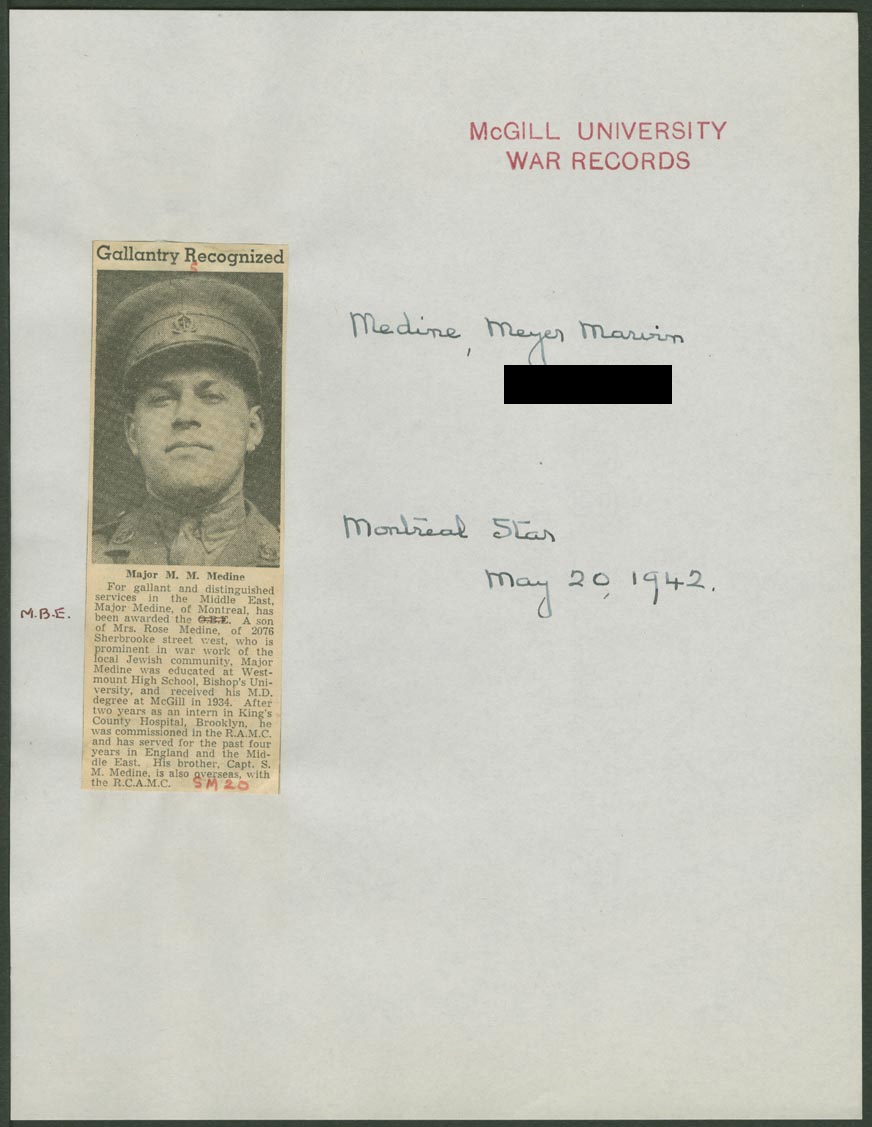 McGILL UNIVERSITY
WAR RECORDS
Gallantry Recognized
S
Medine, Meyer Marvin
Montreal Star
May 20, 1942.
Major M. M. Medine
For gallant and distinguished
services in the Middle East,
Major Medine, of Montreal, has
been awarded the O.B.E. A son
M.B.E.
of Mrs. Rose Medine, of 2076
Sherbrooke street west, who is
prominent in war work of the
local Jewish community, Major
Medine was educated at West-
mount High School, Bishop's Uni-
versity, and received his M.D.
degree at McGill in 1934. After
two years as an intern in King's
County Hospital, Brooklyn, he
was commissioned in the R.A.M.C.
and has served for the past four
years in England and the Mid-
dle East. His brother, Capt. S.
M. Medine, is also overseas, with
the R.C.A.M.C.
SM 20